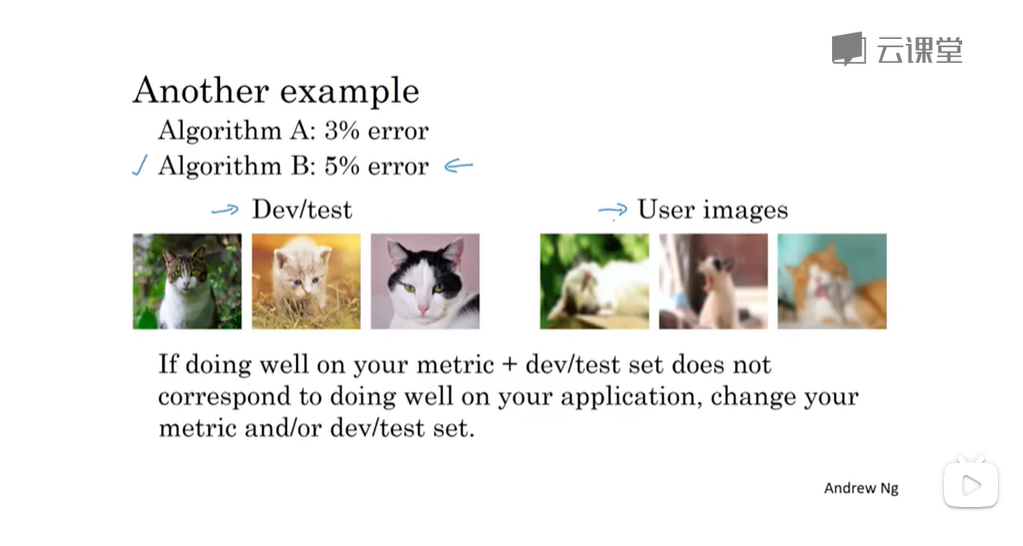 云课堂
Another example
Algorithm A: 3% error
✓ Algorithm B: 5% error ←
→ Dev/test
→ User images
If doing well on your metric + dev/test set does not
correspond to doing well on your application, change your
metric and/or dev/test set.
Andrew Ng